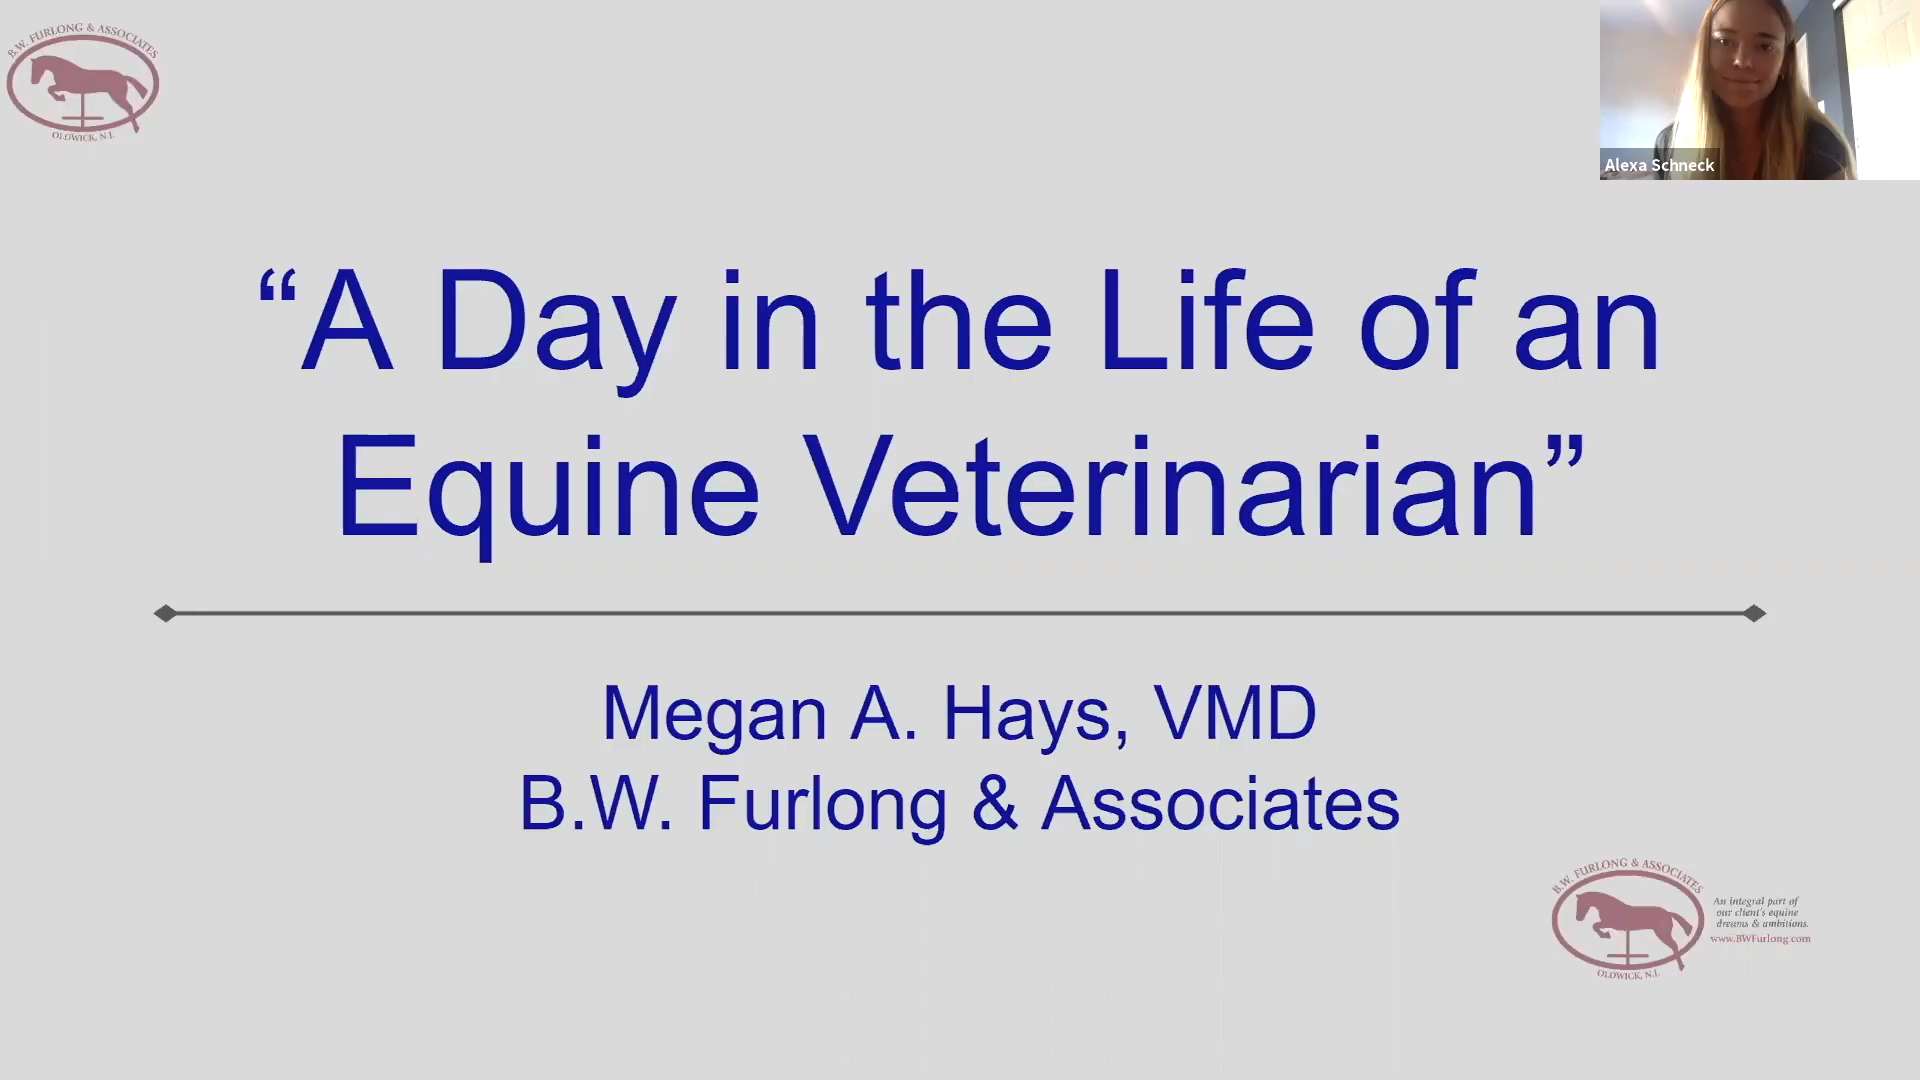 B.W. FURLONG & ASSOCIATES
OLDWICK, N.J.
Alexa Schneck
“A Day in the Life of an
Equine Veterinarian”
Megan A. Hays, VMD
B.W. Furlong & Associates
B.W. FURLONG & ASSOCIATES
OLDWICK, N.J.
An integral part of
our client's equine
dreams & ambitions.
www.BWFurlong.com